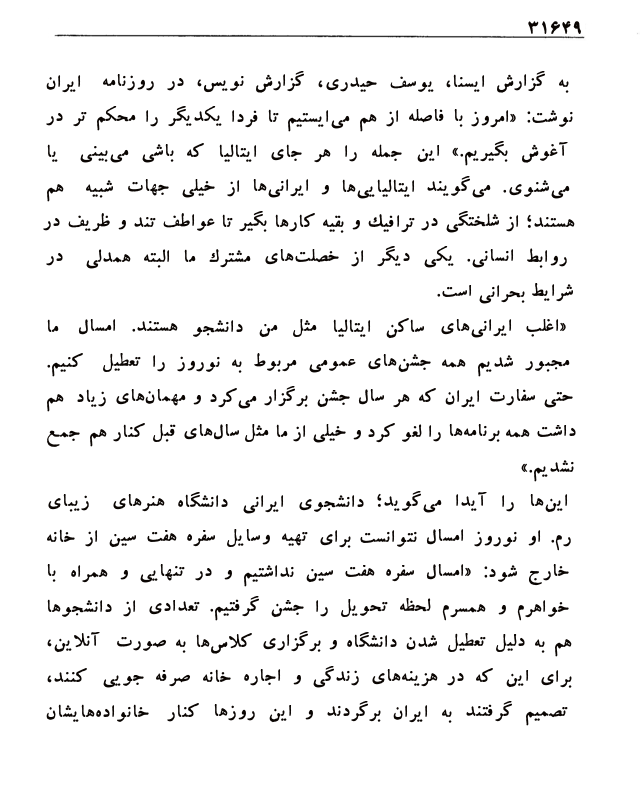 ۳۱۶۴۹
به گزارش ایسنا، یوسف حیدری، گزارش نویس، در روزنامه ایران
نوشت: «امروز با فاصله از هم می‌ایستیم تا فردا یکدیگر را محکم تر در
آغوش بگیریم.» این جمله را هر جای ایتالیا که باشی می‌بینی یا
می‌شنوی. می‌گویند ایتالیایی‌ها و ایرانی‌ها از خیلی جهات شبیه هم
هستند؛ از شلختگی در ترافیك و بقیه کارها بگیر تا عواطف تند و ظریف در
روابط انسانی. یکی دیگر از خصلت‌های مشترك ما البته همدلی در
شرایط بحرانی است.
«اغلب ایرانی‌های ساکن ایتالیا مثل من دانشجو هستند. امسال ما
مجبور شدیم همه جشن‌های عمومی مربوط به نوروز را تعطیل کنیم.
حتی سفارت ایران که هر سال جشن برگزار می‌کرد و مهمان‌های زیاد هم
داشت همه برنامه‌ها را لغو کرد و خیلی از ما مثل سال‌های قبل کنار هم جمع
نشدیم.»
این‌ها را آیدا می‌گوید؛ دانشجوی ایرانی دانشگاه هنرهای زیبای
رم. او نوروز امسال نتوانست برای تهیه وسایل سفره هفت سین از خانه
خارج شود: «امسال سفره هفت سین نداشتیم و در تنهایی و همراه با
خواهرم و همسرم لحظه تحویل را جشن گرفتیم. تعدادی از دانشجوها
هم به دلیل تعطیل شدن دانشگاه و برگزاری کلاس‌ها به صورت آنلاین،
برای این که در هزینه‌های زندگی و اجاره خانه صرفه جویی کنند،
تصمیم گرفتند به ایران برگردند و این روزها کنار خانواده‌هایشان